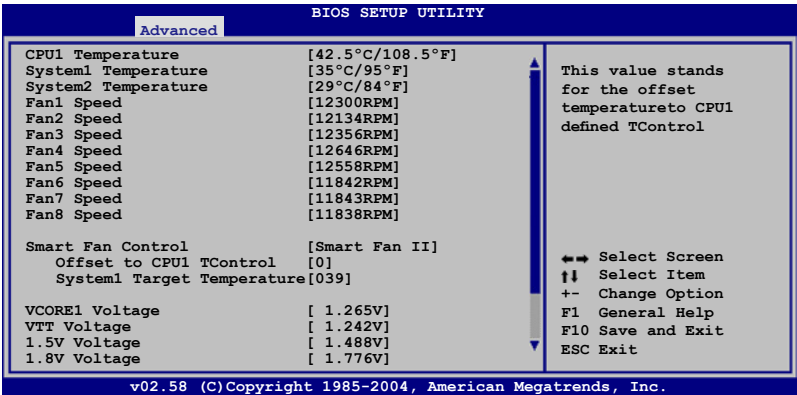 BIOS SETUP UTILITY
Advanced
CPU1 Temperature [42.5°C/108.5°F]
System1 Temperature [35°C/95°F]
System2 Temperature [29°C/84°F]
Fan1 Speed [12300RPM]
Fan2 Speed [12134RPM]
Fan3 Speed [12356RPM]
Fan4 Speed [12646RPM]
Fan5 Speed [12558RPM]
Fan6 Speed [11842RPM]
Fan7 Speed [11843RPM]
Fan8 Speed [11838RPM]
Smart Fan Control [Smart Fan II]
Offset to CPU1 TControl [0]
System1 Target Temperature[039]
VCORE1 Voltage [ 1.265V]
VTT Voltage [ 1.242V]
1.5V Voltage [ 1.488V]
1.8V Voltage [ 1.776V]
This value stands
for the offset
temperatureto CPU1
defined TControl
Select Screen
Select Item
+- Change Option
F1 General Help
F10 Save and Exit
ESC Exit
v02.58 (C)Copyright 1985-2004, American Megatrends, Inc.